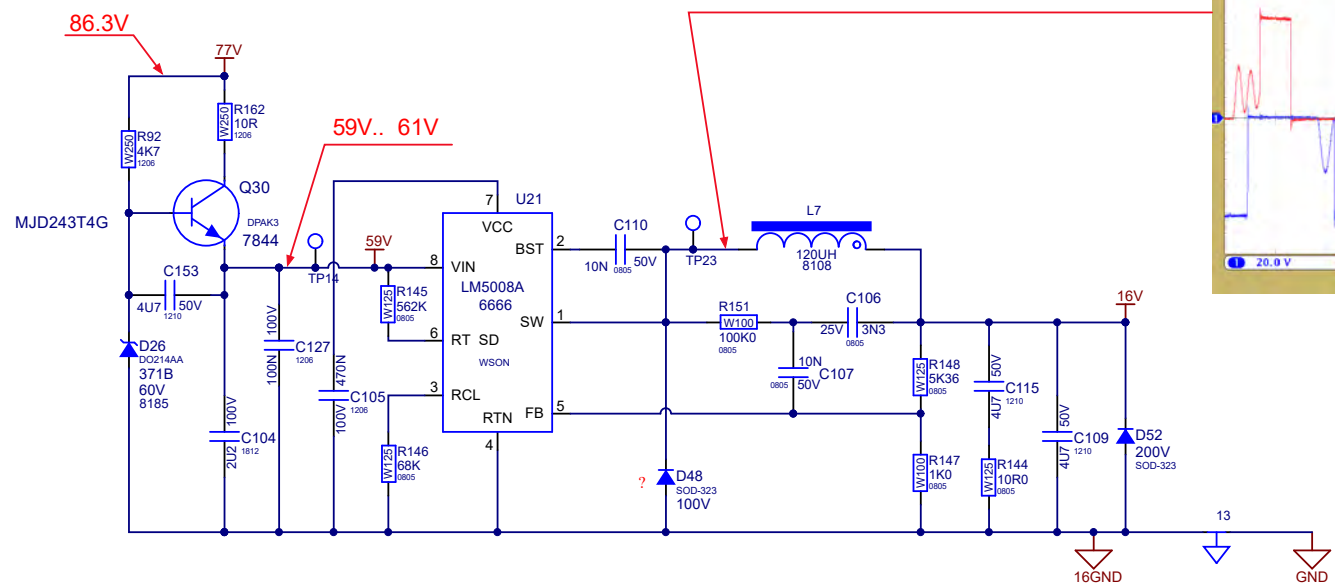 86.3V
77V
R162
10R
1206
W250
R92
4K7
1206
W250
59V.. 61V
Q30
MJD243T4G
DPAK3
7844
C153
4U7
50V
1210
D26
DO214AA
371B
60V
8185
100V
C104
2U2
1812
100V
C127
100N
1206
TP14
59V
R145
562K
0805
W125
470N
C105
100V
1206
R146
68K
0805
W125
U21
7
VCC
8
VIN
BST
2
LM5008A
6666
SW
1
6
RT SD
WSON
3
RCL
RTN
4
FB
5
C110
10N
0805
50V
TP23
L7
120UH
8108
R151
W100
100K0
0805
C106
25V
3N3
0805
10N
C107
0805
50V
R148
5K36
0805
W125
R147
1K0
0805
W100
?
D48
SOD-323
100V
50V
C115
4U7
1210
R144
10R0
0805
W125
50V
C109
4U7
1210
16V
D52
200V
SOD-323
16GND
13
GND
1
1
20.0 V